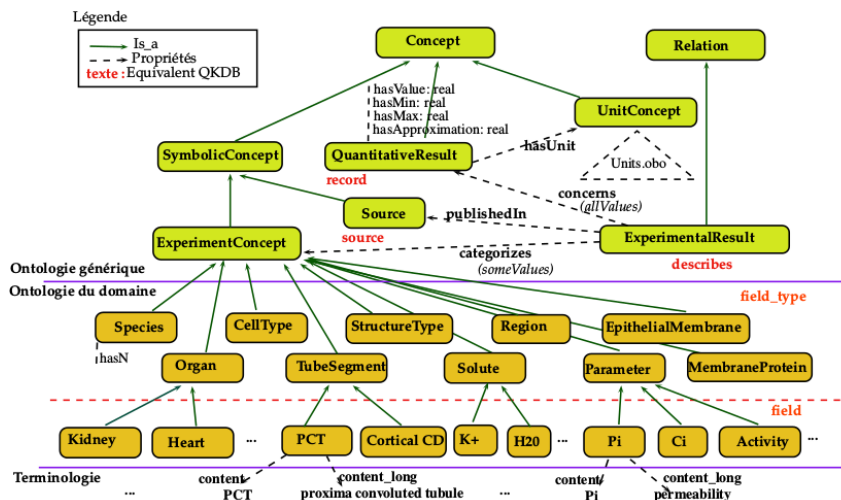 Légende
Is_a
Propriétés
texte : Equivalent QKDB
Concept
Relation
hasValue: real
hasMin: real
hasMax: real
hasApproximation: real
UnitConcept
SymbolicConcept
QuantitativeResult
hasUnit
Units.obo
record
concerns
(allValues)
Source
publishedIn
source
ExperimentConcept
ExperimentalResult
categorizes
(someValues)
describes
Ontologie générique
Ontologie du domaine
field_type
Species
CellType
StructureType
Region
EpithelialMembrane
hasN
Organ
TubeSegment
Solute
Parameter
MembraneProtein
field
Kidney
Heart
...
PCT
Cortical CD
K+
H20
...
Pi
Ci
Activity
...
Terminologie
content
content_long
content
content_long
...
PCT
proxima convoluted tubule
...
Pi
permeability
...